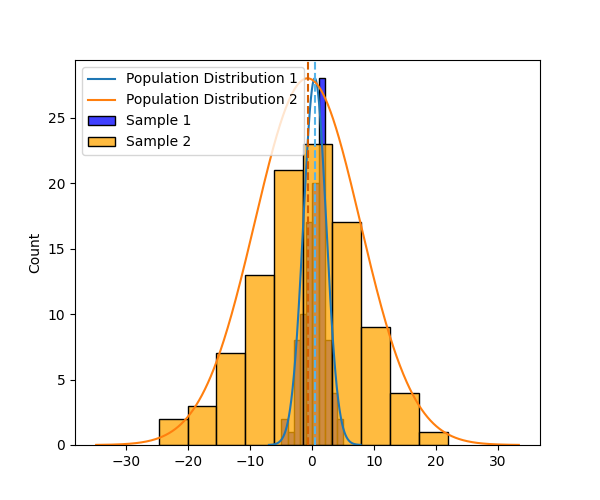 Population Distribution 1
Population Distribution 2
Sample 1
Sample 2
Count
25
20
15
10
5
0
−30 −20 −10 0 10 20 30